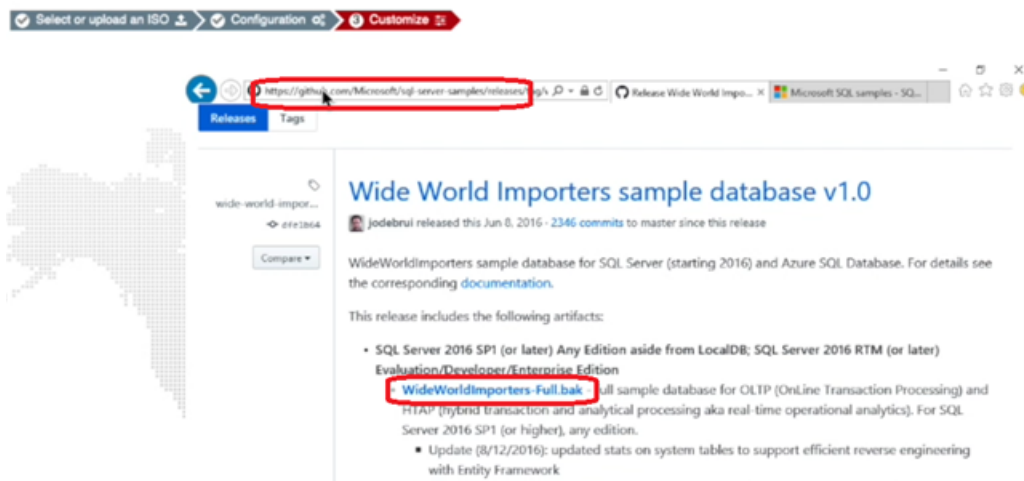 Select or upload an ISO
Configuration
3 Customize
https://github.com/Microsoft/sql-server-samples/releases/
Release Wide World Impo...
Microsoft SQL samples - SQ...
Releases
Tags
wide-world-impor...
Compare
Wide World Importers sample database v1.0
jodebrui released this Jun 8, 2016 · 2346 commits to master since this release
WideWorldImporters sample database for SQL Server (starting 2016) and Azure SQL Database. For details see
the corresponding documentation.
This release includes the following artifacts:
• SQL Server 2016 SP1 (or later) Any Edition aside from LocalDB; SQL Server 2016 RTM (or later)
Evaluation/Developer/Enterprise Edition
WideWorldImporters-Full.bak - ull sample database for OLTP (OnLine Transaction Processing) and
HTAP (hybrid transaction and analytical processing aka real-time operational analytics). For SQL
Server 2016 SP1 (or higher), any edition.
▪ Update (8/12/2016): updated stats on system tables to support efficient reverse engineering
with Entity Framework